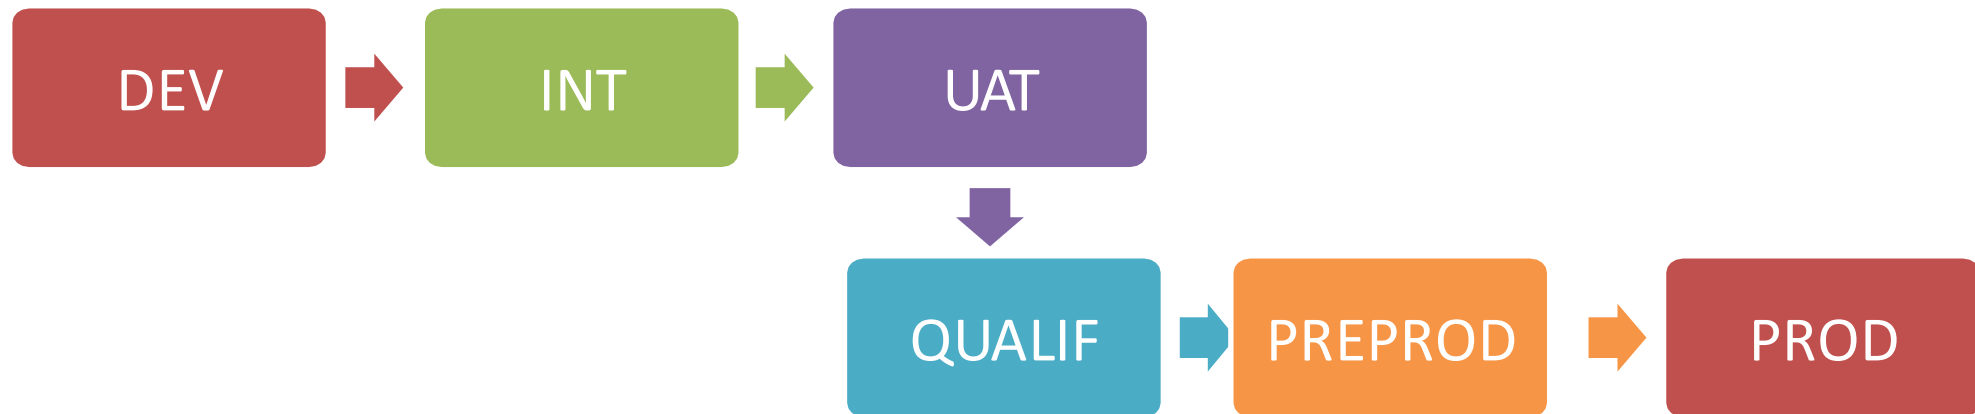 DEV
INT
UAT
QUALIF
PREPROD
PROD